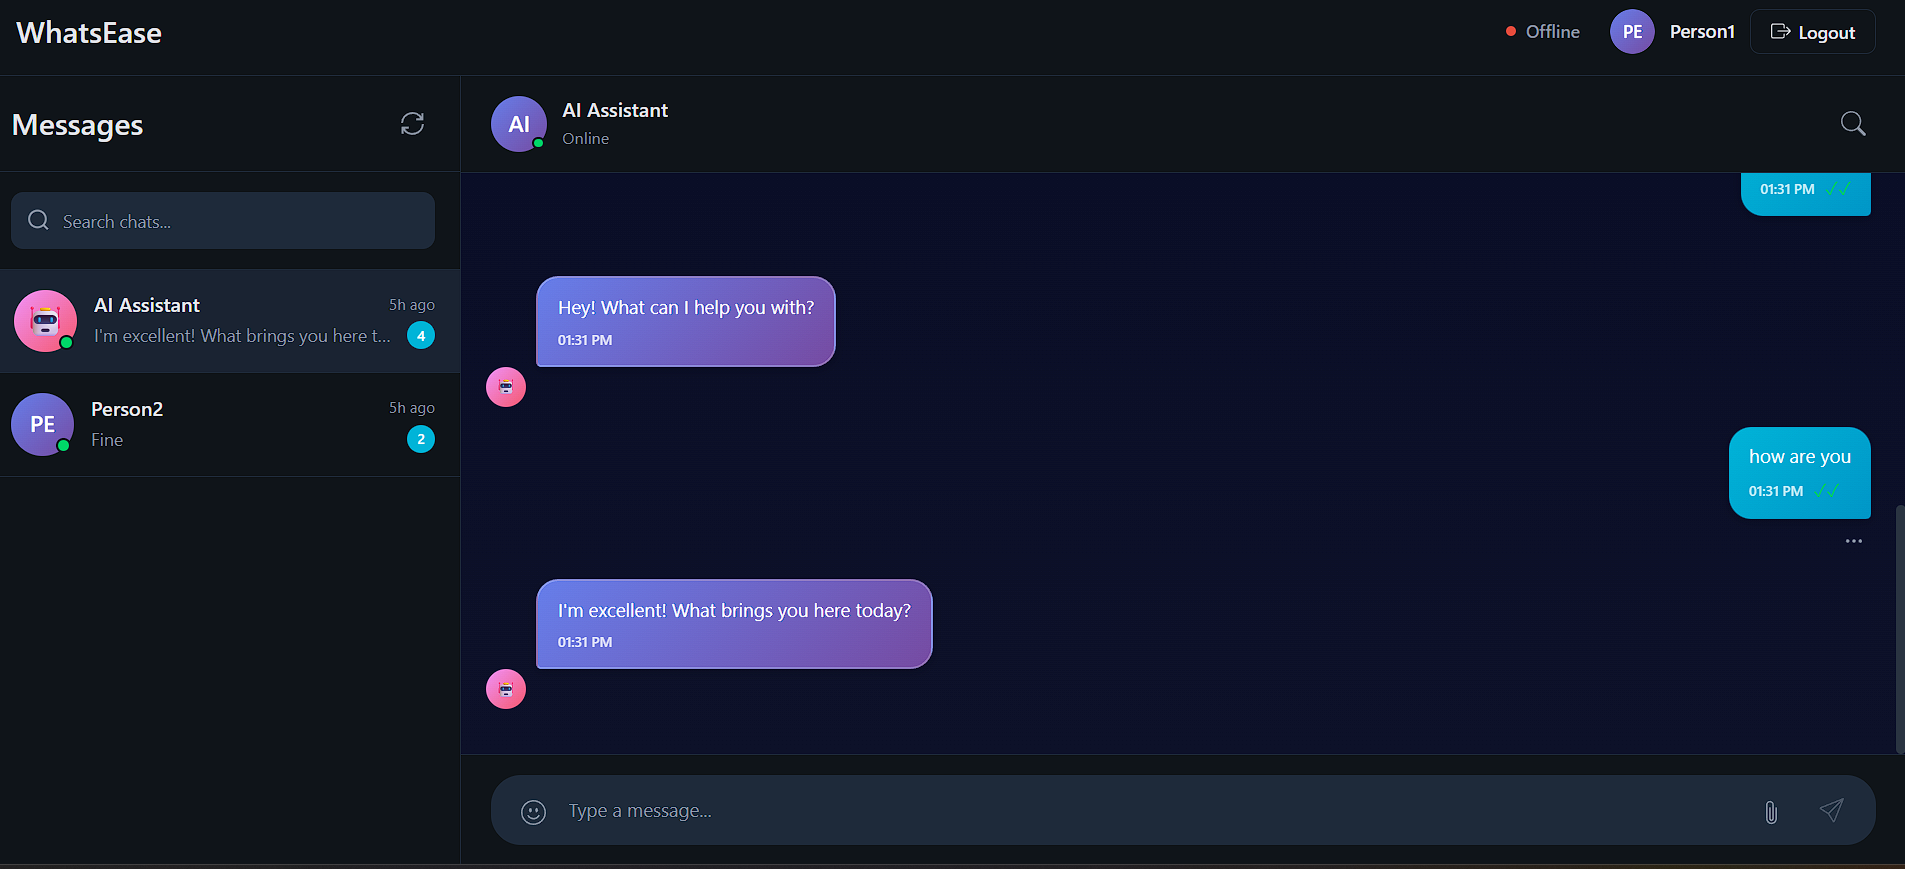 WhatsEase
Offline
PE
Person1
Logout
Messages
Search chats...
AI Assistant
5h ago
I'm excellent! What brings you here t...
4
PE
Person2
5h ago
Fine
2
AI
AI Assistant
Online
01:31 PM ✓✓
Hey! What can I help you with?
01:31 PM
how are you
01:31 PM ✓✓
...
I'm excellent! What brings you here today?
01:31 PM
Type a message...